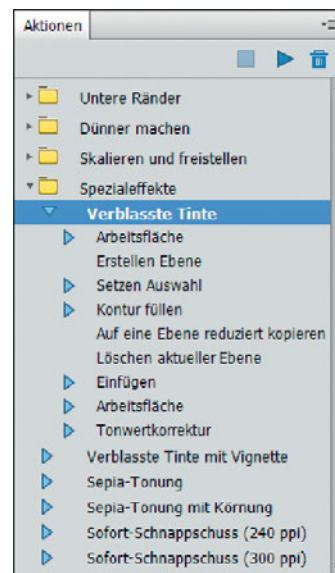 Aktionen
Untere Ränder
Dünner machen
Skalieren und freistellen
Spezialeffekte
Verblasste Tinte
Arbeitsfläche
Erstellen Ebene
Setzen Auswahl
Kontur füllen
Auf eine Ebene reduziert kopieren
Löschen aktueller Ebene
Einfügen
Arbeitsfläche
Tonwertkorrektur
Verblasste Tinte mit Vignette
Sepia-Tonung
Sepia-Tonung mit Körnung
Sofort-Schnappschuss (240 ppi)
Sofort-Schnappschuss (300 ppi)